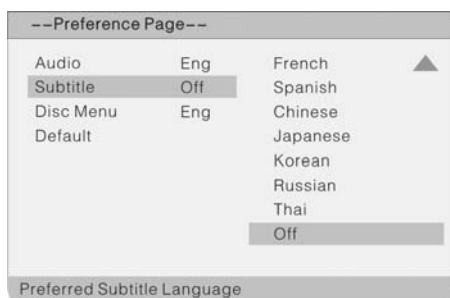 --Preference Page--
Audio Eng French
Subtitle Off Spanish
Disc Menu Eng Chinese
Default Japanese
Korean
Russian
Thai
Off
Preferred Subtitle Language